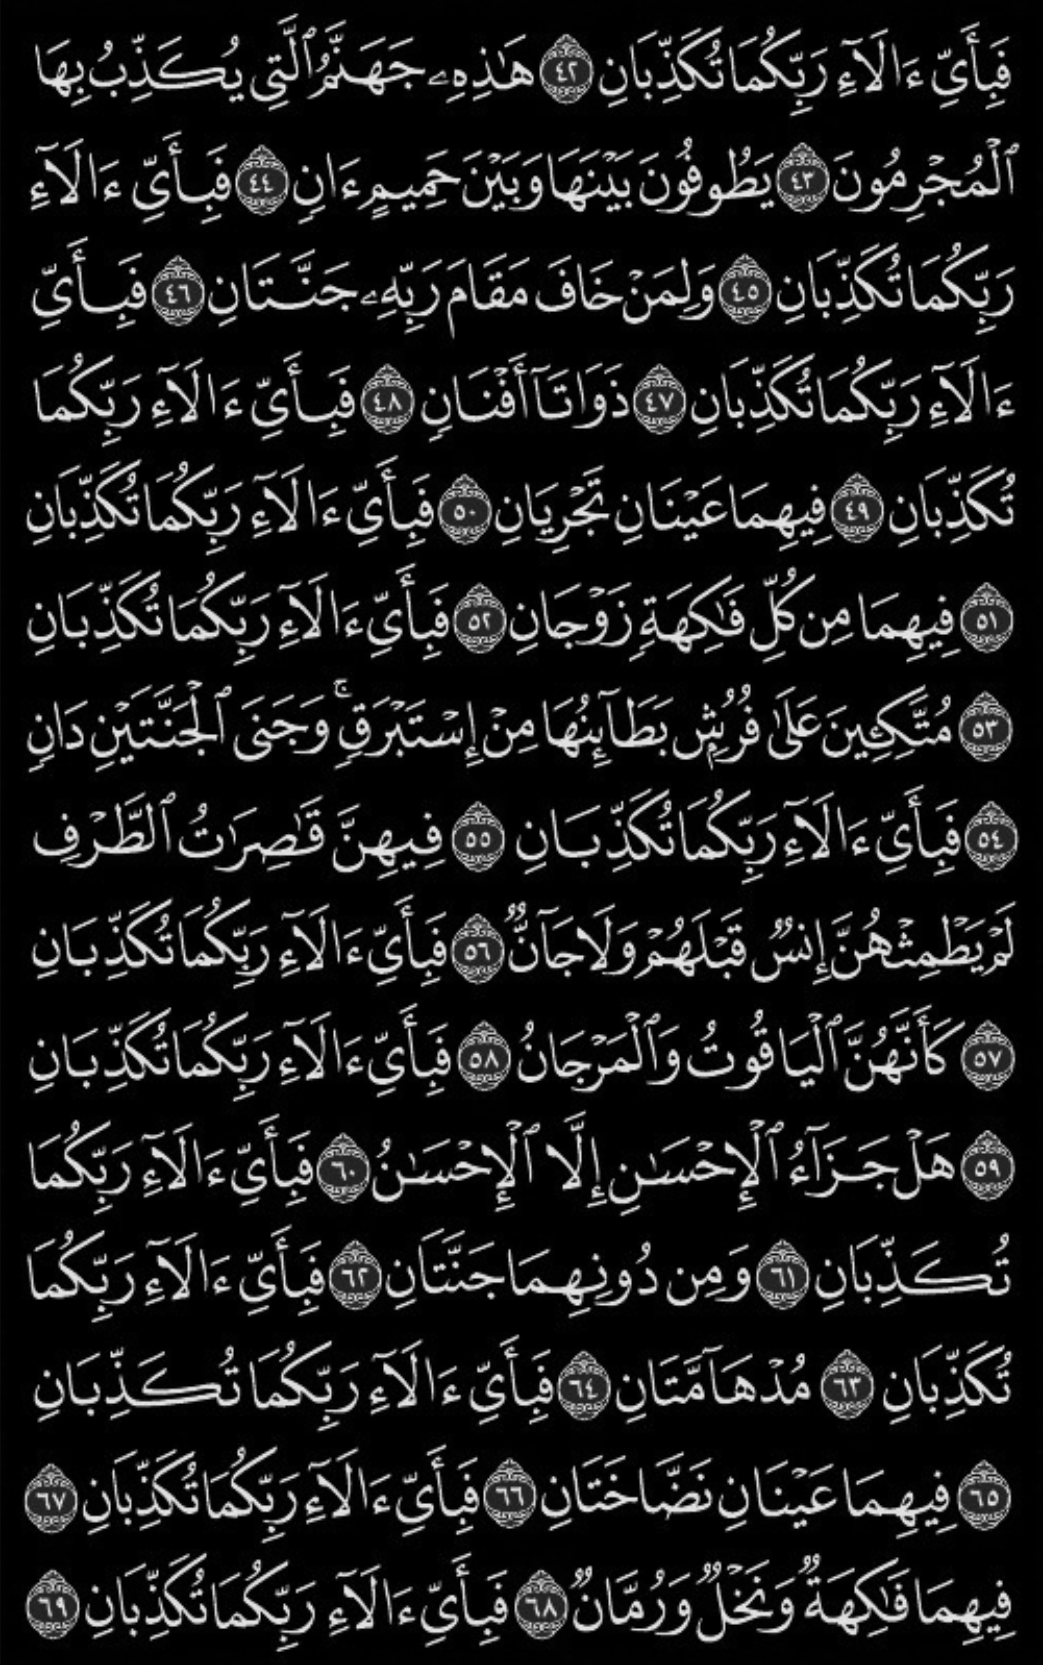 فَبِأَيِّ ءَالَآءِ رَبِّكُمَا تُكَذِّبَانِ ٤٢ هَٰذِهِۦ جَهَنَّمُ ٱلَّتِي يُكَذِّبُ بِهَا
ٱلْمُجْرِمُونَ ٤٣ يَطُوفُونَ بَيْنَهَا وَبَيْنَ حَمِيمٍ ءَانٍ ٤٤ فَبِأَيِّ ءَالَآءِ
رَبِّكُمَا تُكَذِّبَانِ ٤٥ وَلِمَنْ خَافَ مَقَامَ رَبِّهِۦ جَنَّتَانِ ٤٦ فَبِأَيِّ
ءَالَآءِ رَبِّكُمَا تُكَذِّبَانِ ٤٧ ذَوَاتَآ أَفْنَانٍ ٤٨ فَبِأَيِّ ءَالَآءِ رَبِّكُمَا
تُكَذِّبَانِ ٤٩ فِيهِمَا عَيْنَانِ تَجْرِيَانِ ٥٠ فَبِأَيِّ ءَالَآءِ رَبِّكُمَا تُكَذِّبَانِ
٥١ فِيهِمَا مِن كُلِّ فَٰكِهَةٍ زَوْجَانِ ٥٢ فَبِأَيِّ ءَالَآءِ رَبِّكُمَا تُكَذِّبَانِ
٥٣ مُتَّكِـِٔينَ عَلَىٰ فُرُشٍۭ بَطَآئِنُهَا مِنْ إِسْتَبْرَقٍۚ وَجَنَى ٱلْجَنَّتَيْنِ دَانٍ
٥٤ فَبِأَيِّ ءَالَآءِ رَبِّكُمَا تُكَذِّبَانِ ٥٥ فِيهِنَّ قَٰصِرَٰتُ ٱلطَّرْفِ
لَمْ يَطْمِثْهُنَّ إِنسٌ قَبْلَهُمْ وَلَا جَآنٌّ ٥٦ فَبِأَيِّ ءَالَآءِ رَبِّكُمَا تُكَذِّبَانِ
٥٧ كَأَنَّهُنَّ ٱلْيَاقُوتُ وَٱلْمَرْجَانُ ٥٨ فَبِأَيِّ ءَالَآءِ رَبِّكُمَا تُكَذِّبَانِ
٥٩ هَلْ جَزَآءُ ٱلْإِحْسَٰنِ إِلَّا ٱلْإِحْسَٰنُ ٦٠ فَبِأَيِّ ءَالَآءِ رَبِّكُمَا
تُكَذِّبَانِ ٦١ وَمِن دُونِهِمَا جَنَّتَانِ ٦٢ فَبِأَيِّ ءَالَآءِ رَبِّكُمَا
تُكَذِّبَانِ ٦٣ مُدْهَآمَّتَانِ ٦٤ فَبِأَيِّ ءَالَآءِ رَبِّكُمَا تُكَذِّبَانِ
٦٥ فِيهِمَا عَيْنَانِ نَضَّاخَتَانِ ٦٦ فَبِأَيِّ ءَالَآءِ رَبِّكُمَا تُكَذِّبَانِ ٦٧
فِيهِمَا فَٰكِهَةٌ وَنَخْلٌ وَرُمَّانٌ ٦٨ فَبِأَيِّ ءَالَآءِ رَبِّكُمَا تُكَذِّبَانِ ٦٩